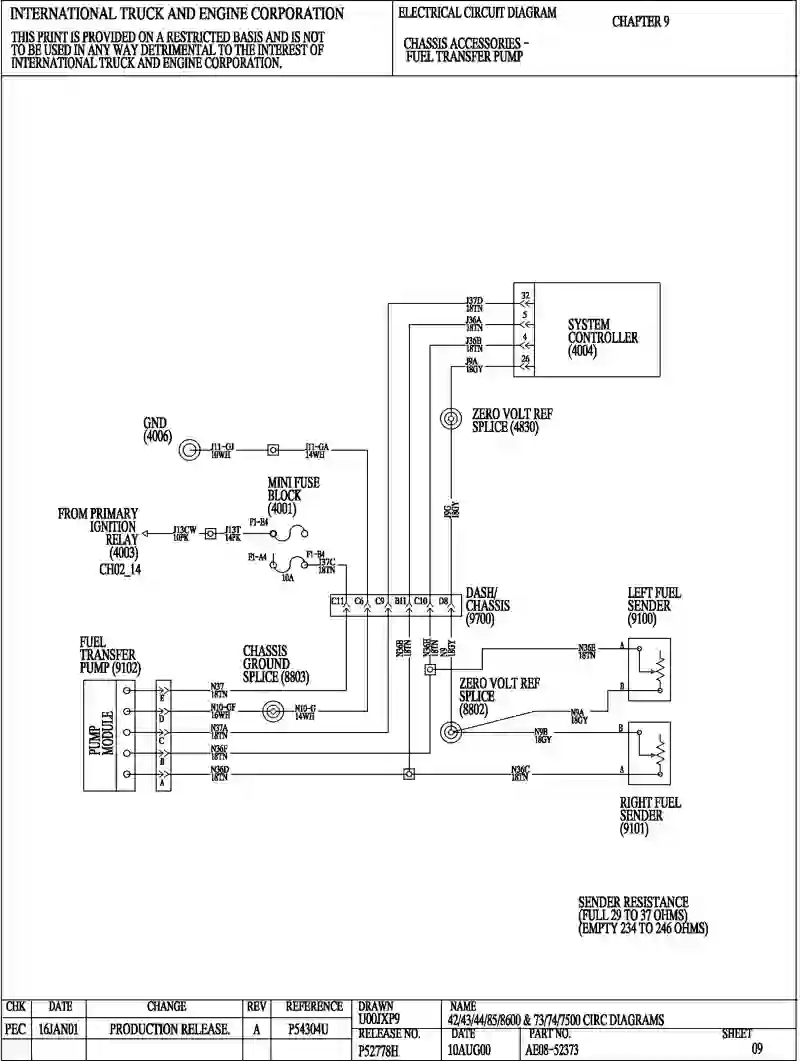 INTERNATIONAL TRUCK AND ENGINE CORPORATION
THIS PRINT IS PROVIDED ON A RESTRICTED BASIS AND IS NOT
TO BE USED IN ANY WAY DETRIMENTAL TO THE INTEREST OF
INTERNATIONAL TRUCK AND ENGINE CORPORATION.
ELECTRICAL CIRCUIT DIAGRAM
CHAPTER 9
CHASSIS ACCESSORIES -
FUEL TRANSFER PUMP
J37D
18TN
32
J36A
18TN
5
J36B
18TN
4
J9A
18GY
26
SYSTEM
CONTROLLER
(4004)
ZERO VOLT REF
SPLICE (4830)
GND
(4006)
J11-GJ
16WH
J11-GA
14WH
MINI FUSE
BLOCK
(4001)
J9G
18GY
FROM PRIMARY
IGNITION
RELAY
(4003)
CH02_14
J13CW
10PK
J13T
14PK
F1-E4
F1-A4
F1-B4
10A
J37C
18TN
C11
C6
C9
B11
C10
D8
DASH/
CHASSIS
(9700)
LEFT FUEL
SENDER
(9100)
18TN
18TN
N9
18GY
N36E
18TN
A
B
FUEL
TRANSFER
PUMP (9102)
CHASSIS
GROUND
SPLICE (8803)
ZERO VOLT REF
SPLICE
(8802)
N9A
18GY
PUMP
MODULE
E
N37
18TN
D
N10-GF
16WH
N10-G
14WH
C
N37A
18TN
B
N36F
18TN
A
N36D
18TN
N9B
18GY
B
N36C
18TN
A
RIGHT FUEL
SENDER
(9101)
SENDER RESISTANCE
(FULL 29 TO 37 OHMS)
(EMPTY 234 TO 246 OHMS)
CHK DATE CHANGE REV REFERENCE
PEC 16JAN01 PRODUCTION RELEASE. A P54304U
DRAWN
U00JXP9
NAME
42/43/44/85/8600 & 73/74/7500 CIRC DIAGRAMS
RELEASE NO.
P52778H
DATE
10AUG00
PART NO.
AE08-52373
SHEET
09